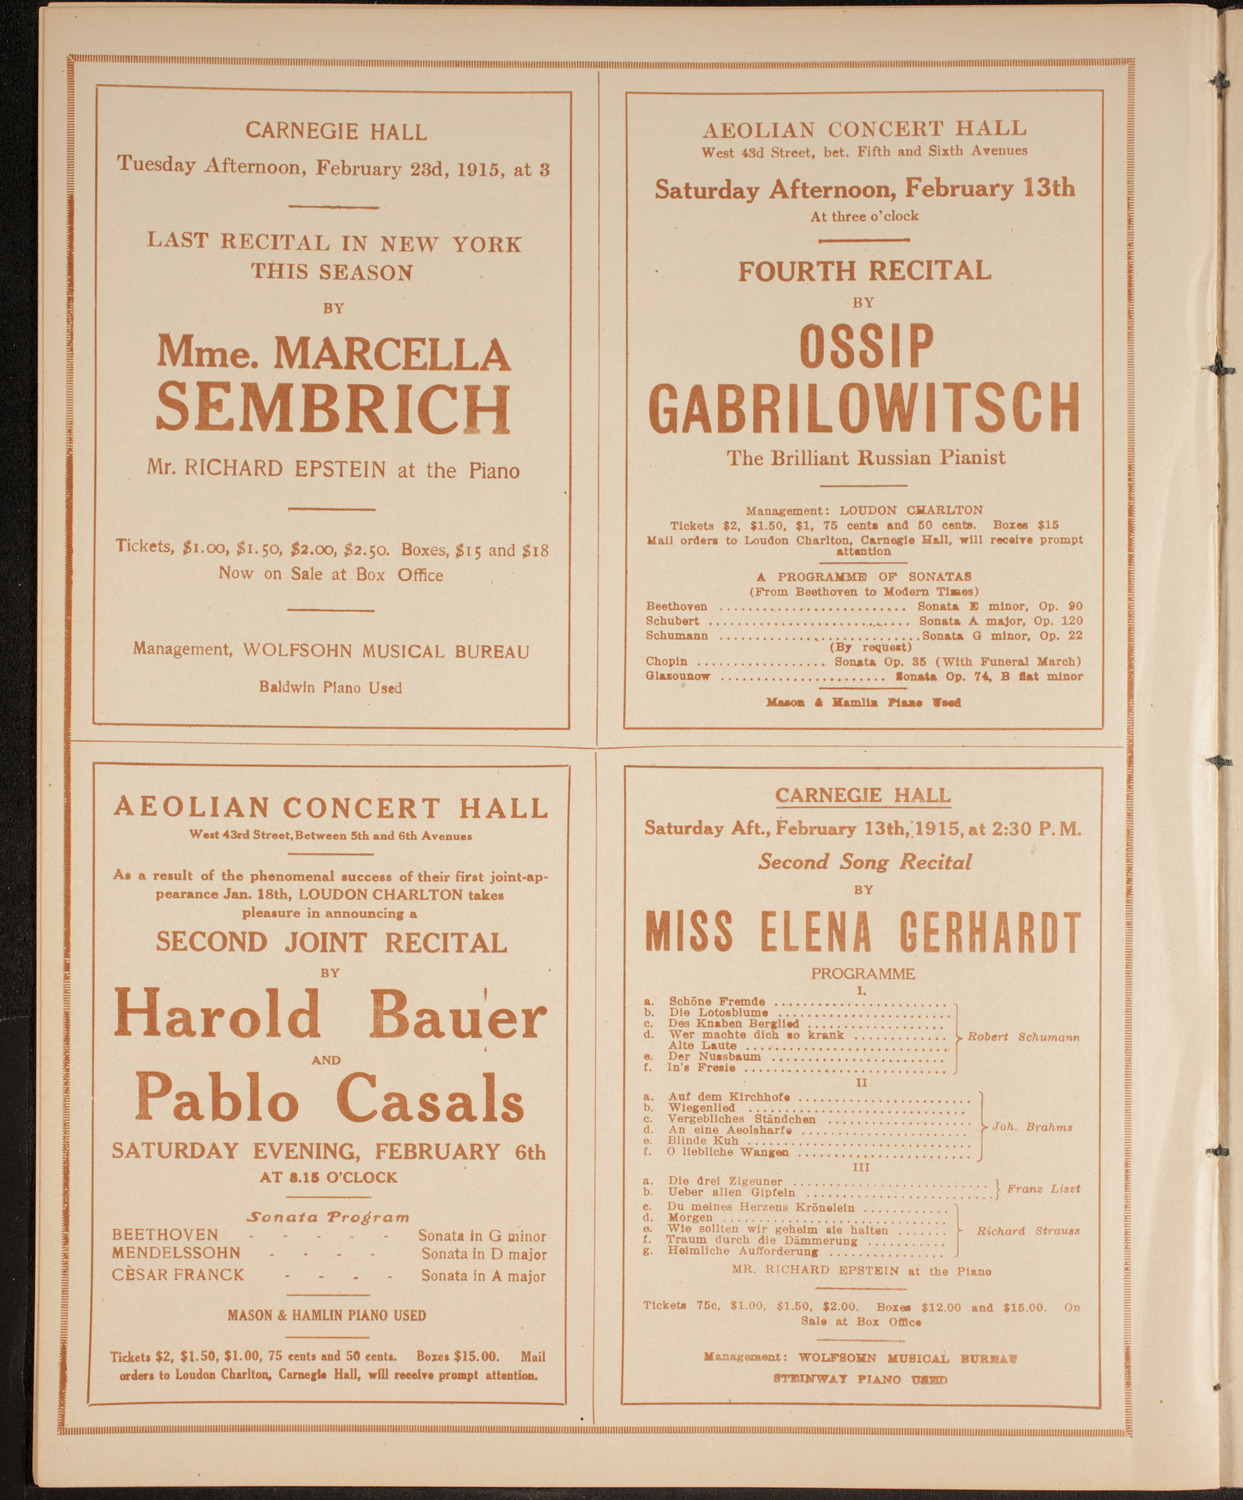 CARNEGIE HALL
Tuesday Afternoon, February 23d, 1915, at 3
LAST RECITAL IN NEW YORK
THIS SEASON
BY
Mme. MARCELLA
SEMBRICH
Mr. RICHARD EPSTEIN at the Piano
Tickets, $1.00, $1.50, $2.00, $2.50. Boxes, $15 and $18
Now on Sale at Box Office
Management, WOLFSOHN MUSICAL BUREAU
Baldwin Piano Used
AEOLIAN CONCERT HALL
West 43d Street, bet. Fifth and Sixth Avenues
Saturday Afternoon, February 13th
At three o'clock
FOURTH RECITAL
BY
OSSIP
GABRILOWITSCH
The Brilliant Russian Pianist
Management: LOUDON CHARLTON
Tickets $2, $1.50, $1, 75 cents and 50 cents. Boxes $15
Mail orders to Loudon Charlton, Carnegie Hall, will receive prompt
attention
A PROGRAMME OF SONATAS
(From Beethoven to Modern Times)
Beethoven ........................ Sonata E minor, Op. 90
Schubert .......................... Sonata A major, Op. 120
Schumann ..........................Sonata G minor, Op. 22
(By request)
Chopin ................. Sonata Op. 35 (With Funeral March)
Glazounow ...................... Sonata Op. 74, B flat minor
Mason & Hamlin Piano Used
AEOLIAN CONCERT HALL
West 43rd Street, Between 5th and 6th Avenues
As a result of the phenomenal success of their first joint-ap-
pearance Jan. 18th, LOUDON CHARLTON takes
pleasure in announcing a
SECOND JOINT RECITAL
BY
Harold Bauer
AND
Pablo Casals
SATURDAY EVENING, FEBRUARY 6th
AT 8.15 O'CLOCK
Sonata Program
BEETHOVEN - - - - - Sonata in G minor
MENDELSSOHN - - - - Sonata in D major
CÈSAR FRANCK - - - - Sonata in A major
MASON & HAMLIN PIANO USED
Tickets $2, $1.50, $1.00, 75 cents and 50 cents. Boxes $15.00. Mail
orders to Loudon Charlton, Carnegie Hall, will receive prompt attention.
CARNEGIE HALL
Saturday Aft., February 13th, 1915, at 2:30 P.M.
Second Song Recital
BY
MISS ELENA GERHARDT
PROGRAMME
I.
a. Schöne Fremde ........................
b. Die Lotosblume ........................
c. Des Knaben Berglied ...................
d. Wer machte dich so krank ............. Robert Schumann
Alte Laute ............................
e. Der Nussbaum ........................
f. In's Freie ............................
II
a. Auf dem Kirchhofe ........................
b. Wiegenlied ..............................
c. Vergebliches Ständchen ....................
d. An eine Aeolsharfe ........................ Joh. Brahms
e. Blinde Kuh ...............................
f. O liebliche Wangen ........................
III
a. Die drei Zigeuner ...........................
b. Ueber allen Gipfeln .......................... Franz Liszt
c. Du meines Herzens Krönelein ............
d. Morgen ...............................
e. Wie sollten wir geheim sie halten ....... Richard Strauss
f. Traum durch die Dämmerung ...........
g. Heimliche Aufforderung ................
MR. RICHARD EPSTEIN at the Piano
Tickets 75c, $1.00, $1.50, $2.00. Boxes $12.00 and $15.00. On
Sale at Box Office
Management: WOLFSOHN MUSICAL BUREAU
STEINWAY PIANO USED